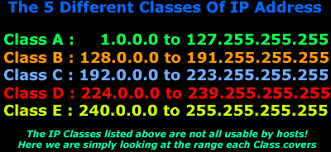 The 5 Different Classes Of IP Address
Class A : 1.0.0.0 to 127.255.255.255
Class B : 128.0.0.0 to 191.255.255.255
Class C : 192.0.0.0 to 223.255.255.255
Class D : 224.0.0.0 to 239.255.255.255
Class E : 240.0.0.0 to 255.255.255.255
The IP Classes listed above are not all usable by hosts!
Here we are simply looking at the range each Class covers